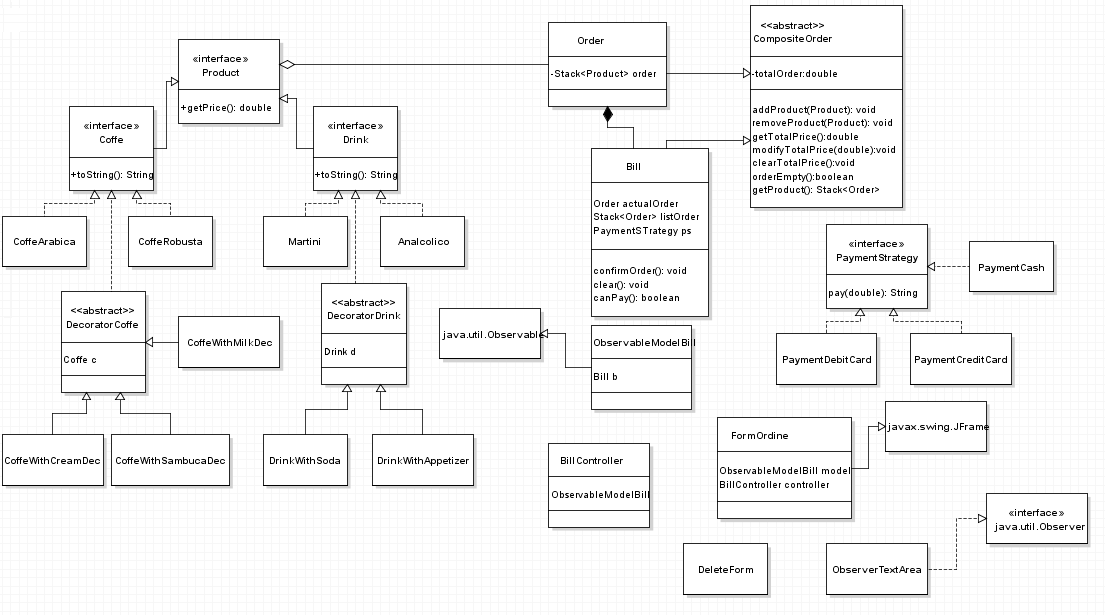 «interface»
Product
+getPrice(): double
«interface»
Coffe
+toString(): String
«interface»
Drink
+toString(): String
CoffeArabica
CoffeRobusta
Martini
Analcolico
<<abstract>>
DecoratorCoffe
Coffe c
CoffeWithMilkDec
<<abstract>>
DecoratorDrink
Drink d
CoffeWithCreamDec
CoffeWithSambucaDec
DrinkWithSoda
DrinkWithAppetizer
Order
-Stack<Product> order
<<abstract>>
CompositeOrder
-totalOrder:double
addProduct(Product): void
removeProduct(Product): void
getTotalPrice():double
modifyTotalPrice(double):void
clearTotalPrice():void
orderEmpty():boolean
getProduct(): Stack<Order>
Bill
Order actualOrder
Stack<Order> listOrder
PaymentSTrategy ps
confirmOrder(): void
clear(): void
canPay(): boolean
«interface»
PaymentStrategy
pay(double): String
PaymentCash
PaymentDebitCard
PaymentCreditCard
java.util.Observable
ObservableModelBill
Bill b
BillController
ObservableModelBill
FormOrdine
ObservableModelBill model
BillController controller
javax.swing.JFrame
«interface»
java.util.Observer
DeleteForm
ObserverTextArea